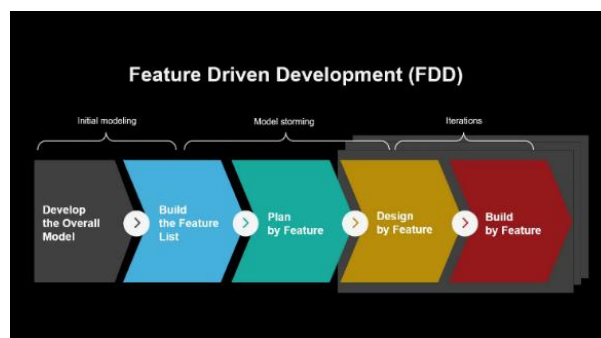 Feature Driven Development (FDD)
Initial modeling
Model storming
Iterations
Develop
the Overall
Model
Build
the Feature
List
Plan
by Feature
Design
by Feature
Build
by Feature